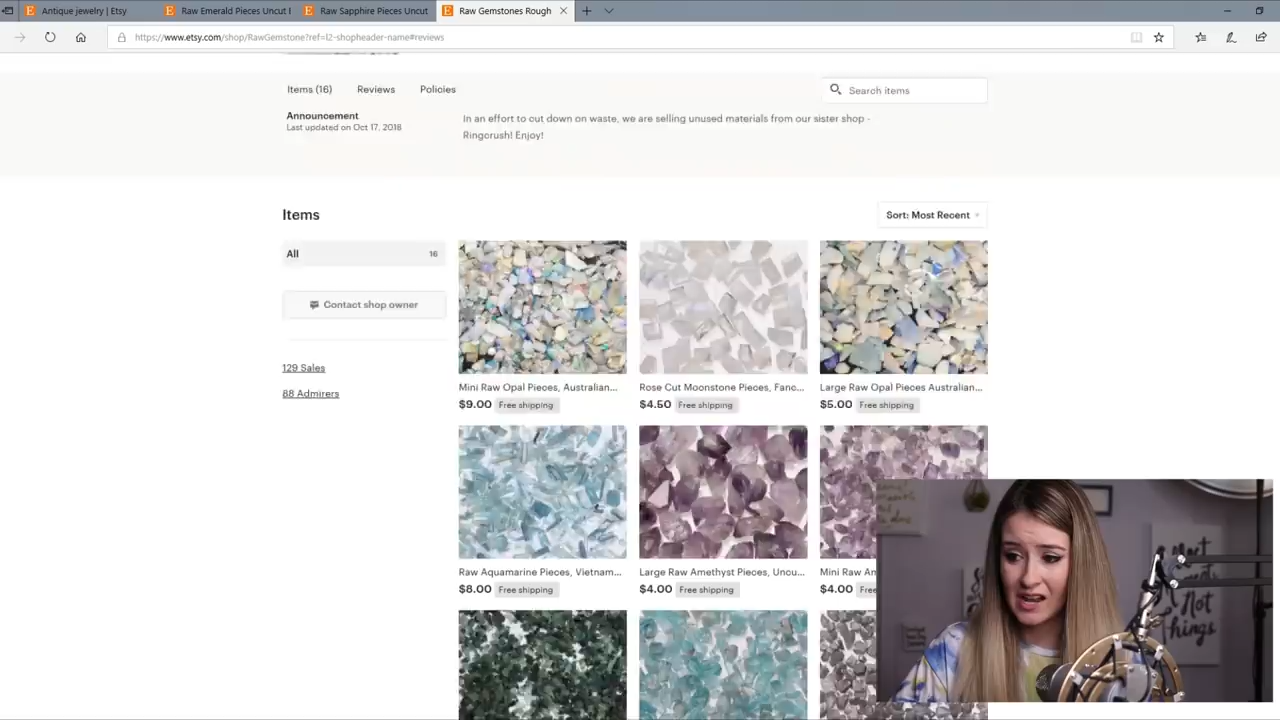 Antique jewelry | Etsy
Raw Emerald Pieces Uncut I
Raw Sapphire Pieces Uncut
Raw Gemstones Rough
https://www.etsy.com/shop/RawGemstone?ref=l2-shopheader-name#reviews
Items (16)
Reviews
Policies
Search items
Announcement
Last updated on Oct 17, 2018
In an effort to cut down on waste, we are selling unused materials from our sister shop -
Ringcrush! Enjoy!
Items
Sort: Most Recent
All
16
Contact shop owner
129 Sales
88 Admirers
Mini Raw Opal Pieces, Australian...
$9.00 Free shipping
Rose Cut Moonstone Pieces, Fanc...
$4.50 Free shipping
Large Raw Opal Pieces Australian...
$5.00 Free shipping
Raw Aquamarine Pieces, Vietnam...
$8.00 Free shipping
Large Raw Amethyst Pieces, Uncu...
$4.00 Free shipping
Mini Raw Am
$4.00 Free
Not
things.